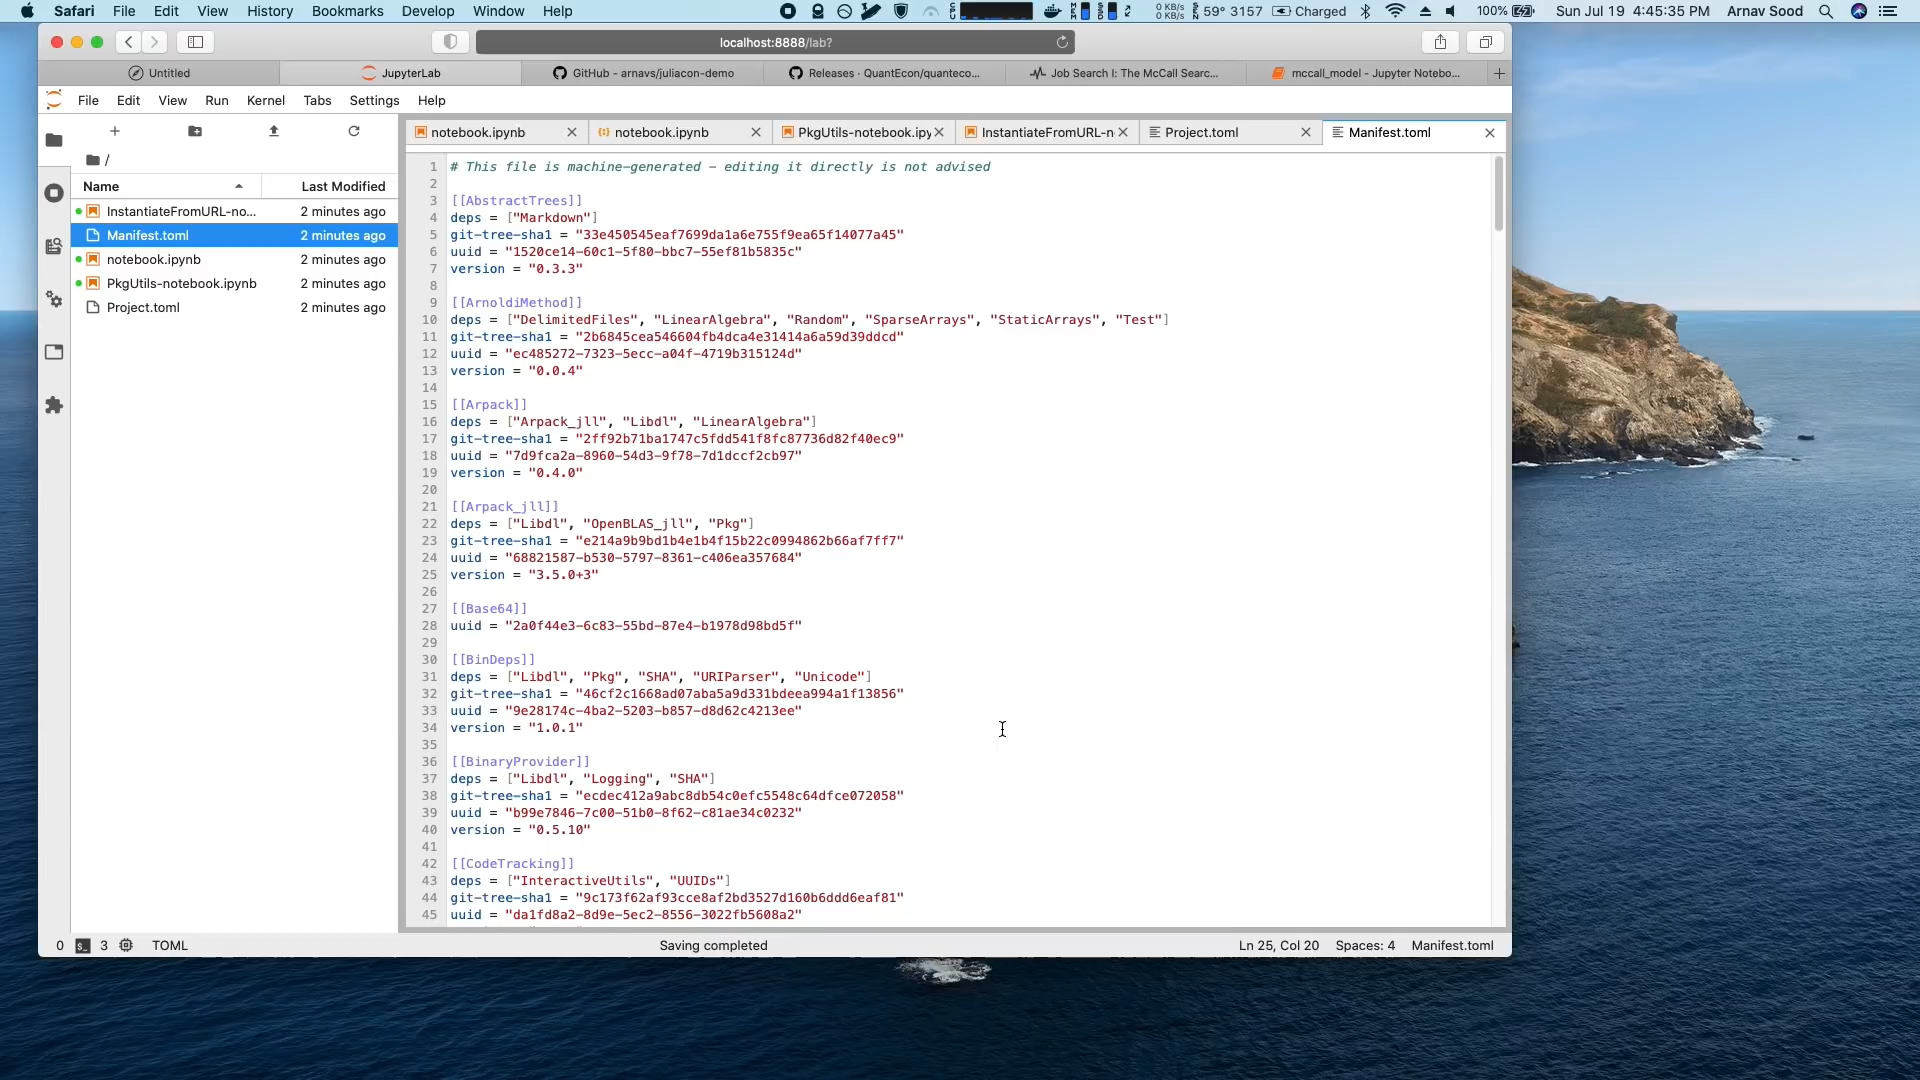 Safari File Edit View History Bookmarks Develop Window Help
0 KB/s 0 KB/s 59° 3157 Charged 100% Sun Jul 19 4:45:35 PM Arnav Sood
localhost:8888/lab?
Untitled JupyterLab GitHub - arnavs/juliacon-demo Releases · QuantEcon/quanteco... Job Search I: The McCall Searc... mccall_model - Jupyter Notebo...
File Edit View Run Kernel Tabs Settings Help
notebook.ipynb notebook.ipynb PkgUtils-notebook.ipy InstantiateFromURL-n Project.toml Manifest.toml
/
Name Last Modified
InstantiateFromURL-no... 2 minutes ago
Manifest.toml 2 minutes ago
notebook.ipynb 2 minutes ago
PkgUtils-notebook.ipynb 2 minutes ago
Project.toml 2 minutes ago
1 # This file is machine-generated - editing it directly is not advised
2
3 [[AbstractTrees]]
4 deps = ["Markdown"]
5 git-tree-sha1 = "33e450545eaf7699da1a6e755f9ea65f14077a45"
6 uuid = "1520ce14-60c1-5f80-bbc7-55ef81b5835c"
7 version = "0.3.3"
8
9 [[ArnoldiMethod]]
10 deps = ["DelimitedFiles", "LinearAlgebra", "Random", "SparseArrays", "StaticArrays", "Test"]
11 git-tree-sha1 = "2b6845cea546604fb4dca4e31414a6a59d39ddcd"
12 uuid = "ec485272-7323-5ecc-a04f-4719b315124d"
13 version = "0.0.4"
14
15 [[Arpack]]
16 deps = ["Arpack_jll", "Libdl", "LinearAlgebra"]
17 git-tree-sha1 = "2ff92b71ba1747c5fdd541f8fc87736d82f40ec9"
18 uuid = "7d9fca2a-8960-54d3-9f78-7d1dccf2cb97"
19 version = "0.4.0"
20
21 [[Arpack_jll]]
22 deps = ["Libdl", "OpenBLAS_jll", "Pkg"]
23 git-tree-sha1 = "e214a9b9bd1b4e1b4f15b22c0994862b66af7ff7"
24 uuid = "68821587-b530-5797-8361-c406ea357684"
25 version = "3.5.0+3"
26
27 [[Base64]]
28 uuid = "2a0f44e3-6c83-55bd-87e4-b1978d98bd5f"
29
30 [[BinDeps]]
31 deps = ["Libdl", "Pkg", "SHA", "URIParser", "Unicode"]
32 git-tree-sha1 = "46cf2c1668ad07aba5a9d331bdeea994a1f13856"
33 uuid = "9e28174c-4ba2-5203-b857-d8d62c4213ee"
34 version = "1.0.1"
35
36 [[BinaryProvider]]
37 deps = ["Libdl", "Logging", "SHA"]
38 git-tree-sha1 = "ecdec412a9abc8db54c0efc5548c64dfce072058"
39 uuid = "b99e7846-7c00-51b0-8f62-c81ae34c0232"
40 version = "0.5.10"
41
42 [[CodeTracking]]
43 deps = ["InteractiveUtils", "UUIDs"]
44 git-tree-sha1 = "9c173f62af93cce8af2bd3527d160b6ddd6eaf81"
45 uuid = "da1fd8a2-8d9e-5ec2-8556-3022fb5608a2"
0 3 TOML Saving completed Ln 25, Col 20 Spaces: 4 Manifest.toml